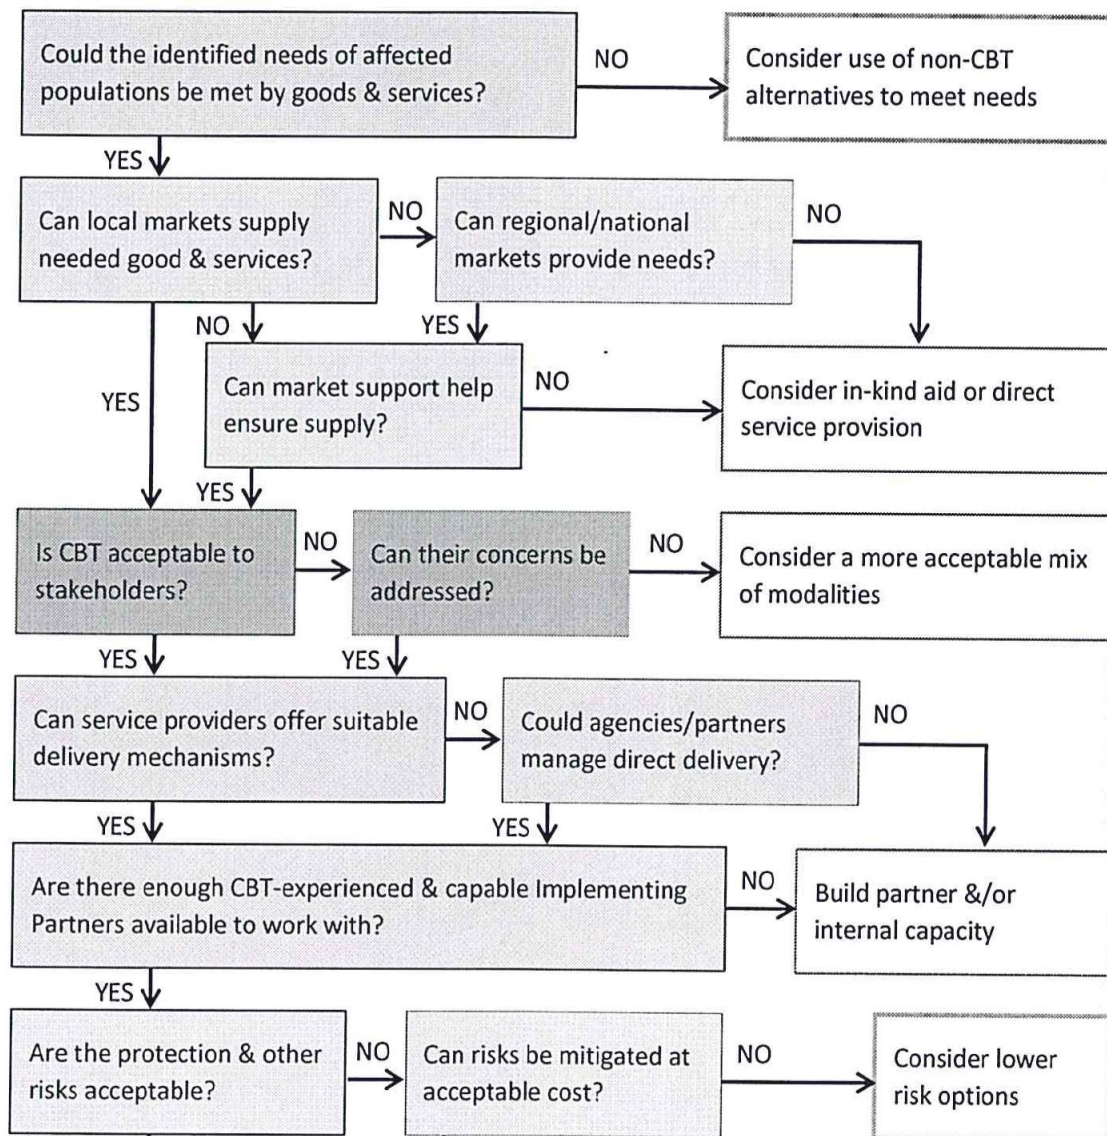 Could the identified needs of affected
populations be met by goods & services?
NO
Consider use of non-CBT
alternatives to meet needs
YES
Can local markets supply
needed good & services?
NO
Can regional/national
markets provide needs?
NO
YES
NO
YES
Can market support help
ensure supply?
NO
Consider in-kind aid or direct
service provision
YES
Is CBT acceptable to
stakeholders?
NO
Can their concerns be
addressed?
NO
Consider a more acceptable mix
of modalities
YES
YES
Can service providers offer suitable
delivery mechanisms?
NO
Could agencies/partners
manage direct delivery?
NO
YES
YES
Are there enough CBT-experienced & capable Implementing
Partners available to work with?
NO
Build partner &/or
internal capacity
YES
Are the protection & other
risks acceptable?
NO
Can risks be mitigated at
acceptable cost?
NO
Consider lower
risk options